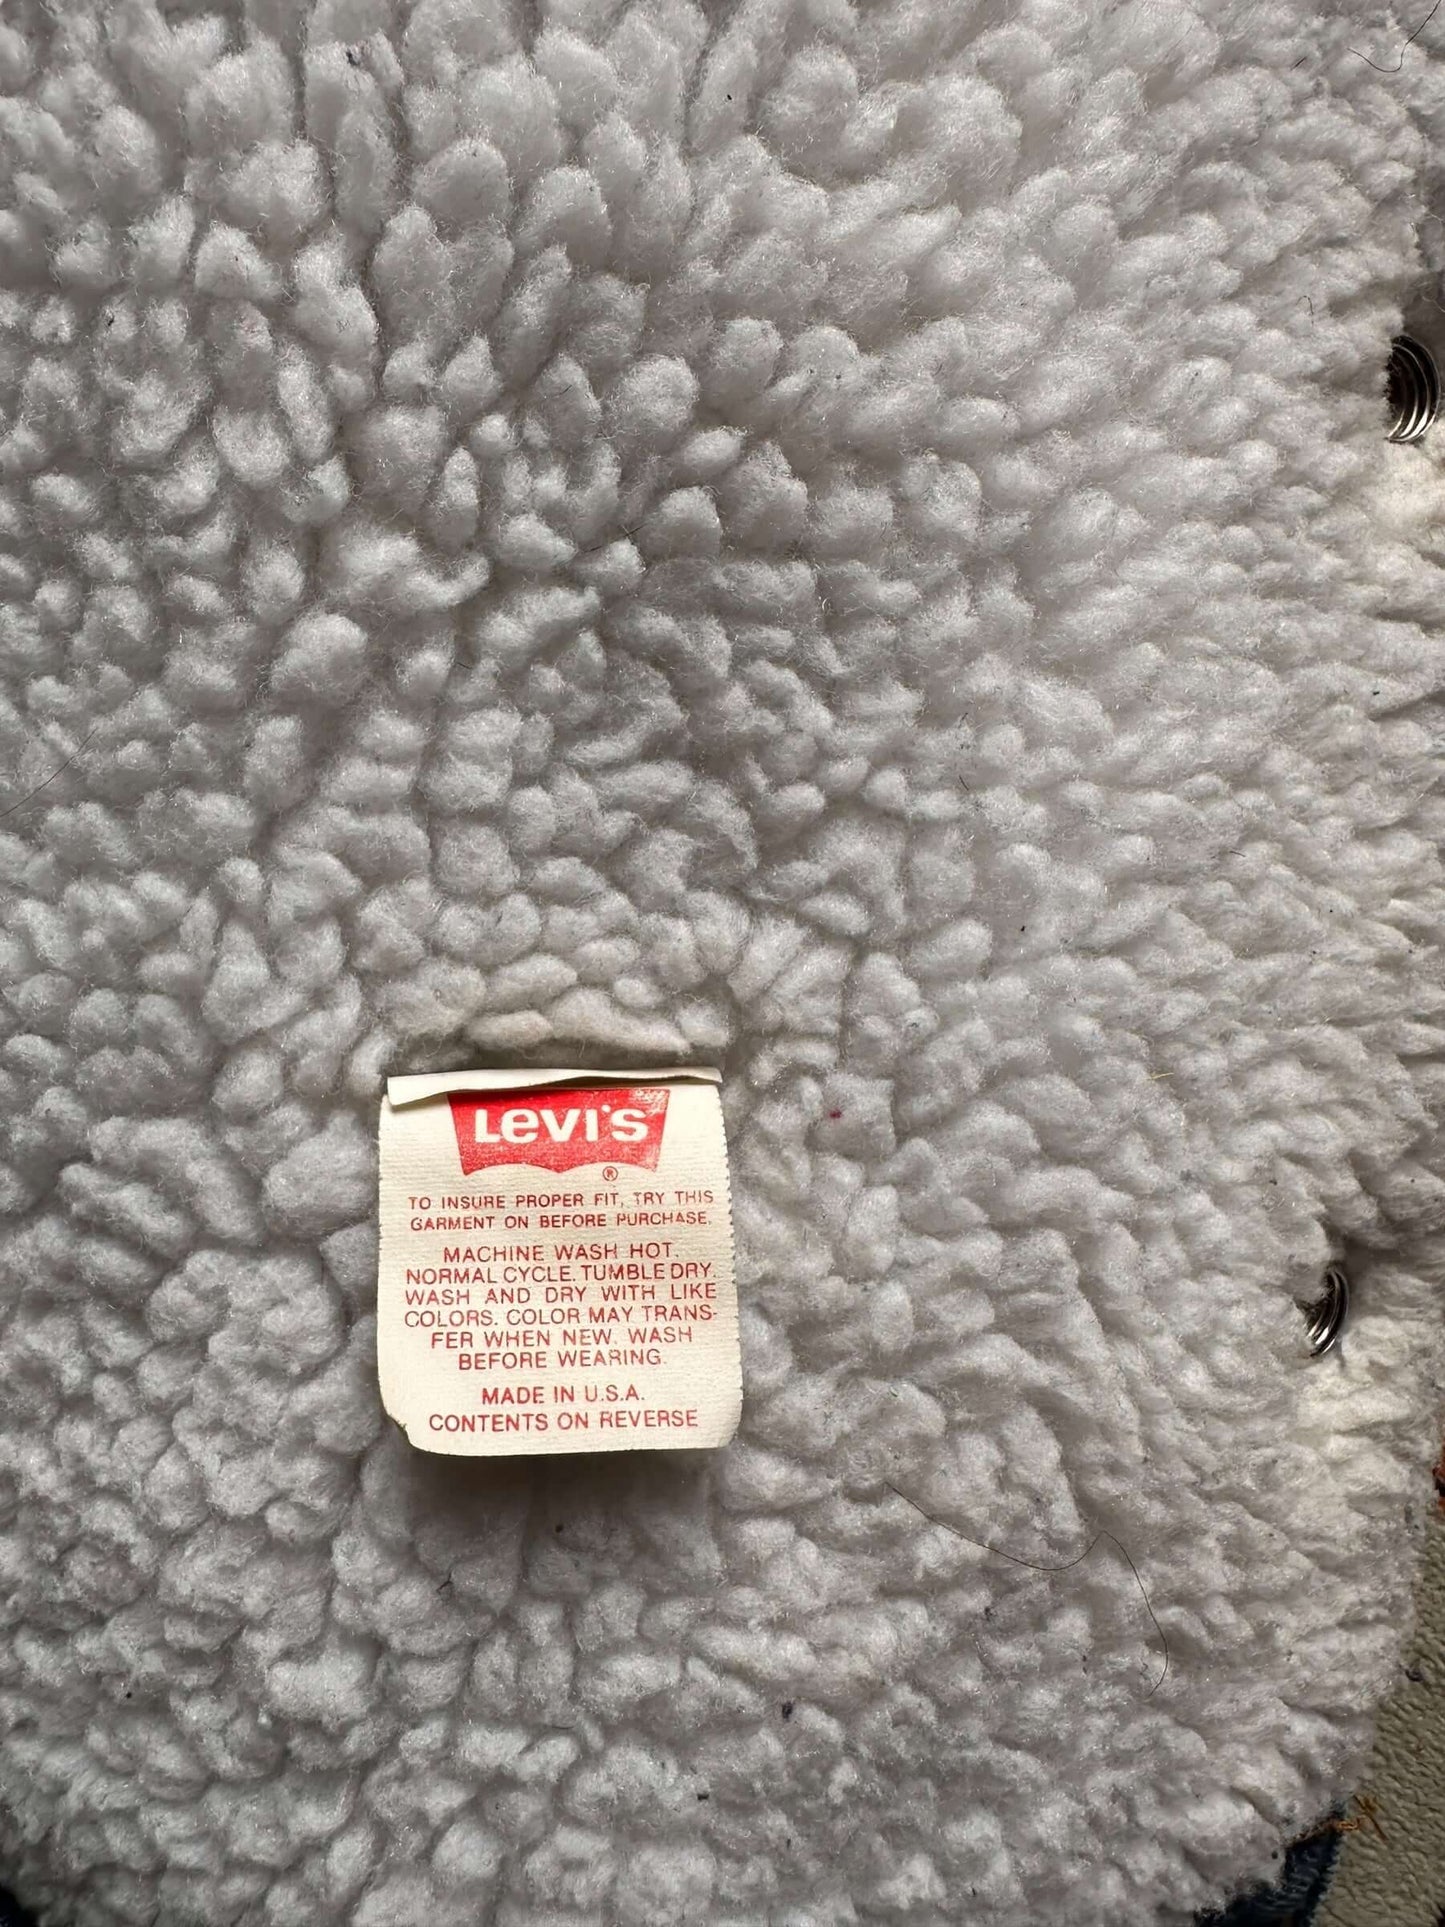 LEVI'S
®
TO INSURE PROPER FIT, TRY THIS
GARMENT ON BEFORE PURCHASE.
MACHINE WASH HOT.
NORMAL CYCLE. TUMBLE DRY.
WASH AND DRY WITH LIKE
COLORS. COLOR MAY TRANS-
FER WHEN NEW. WASH
BEFORE WEARING.
MADE IN U.S.A.
CONTENTS ON REVERSE